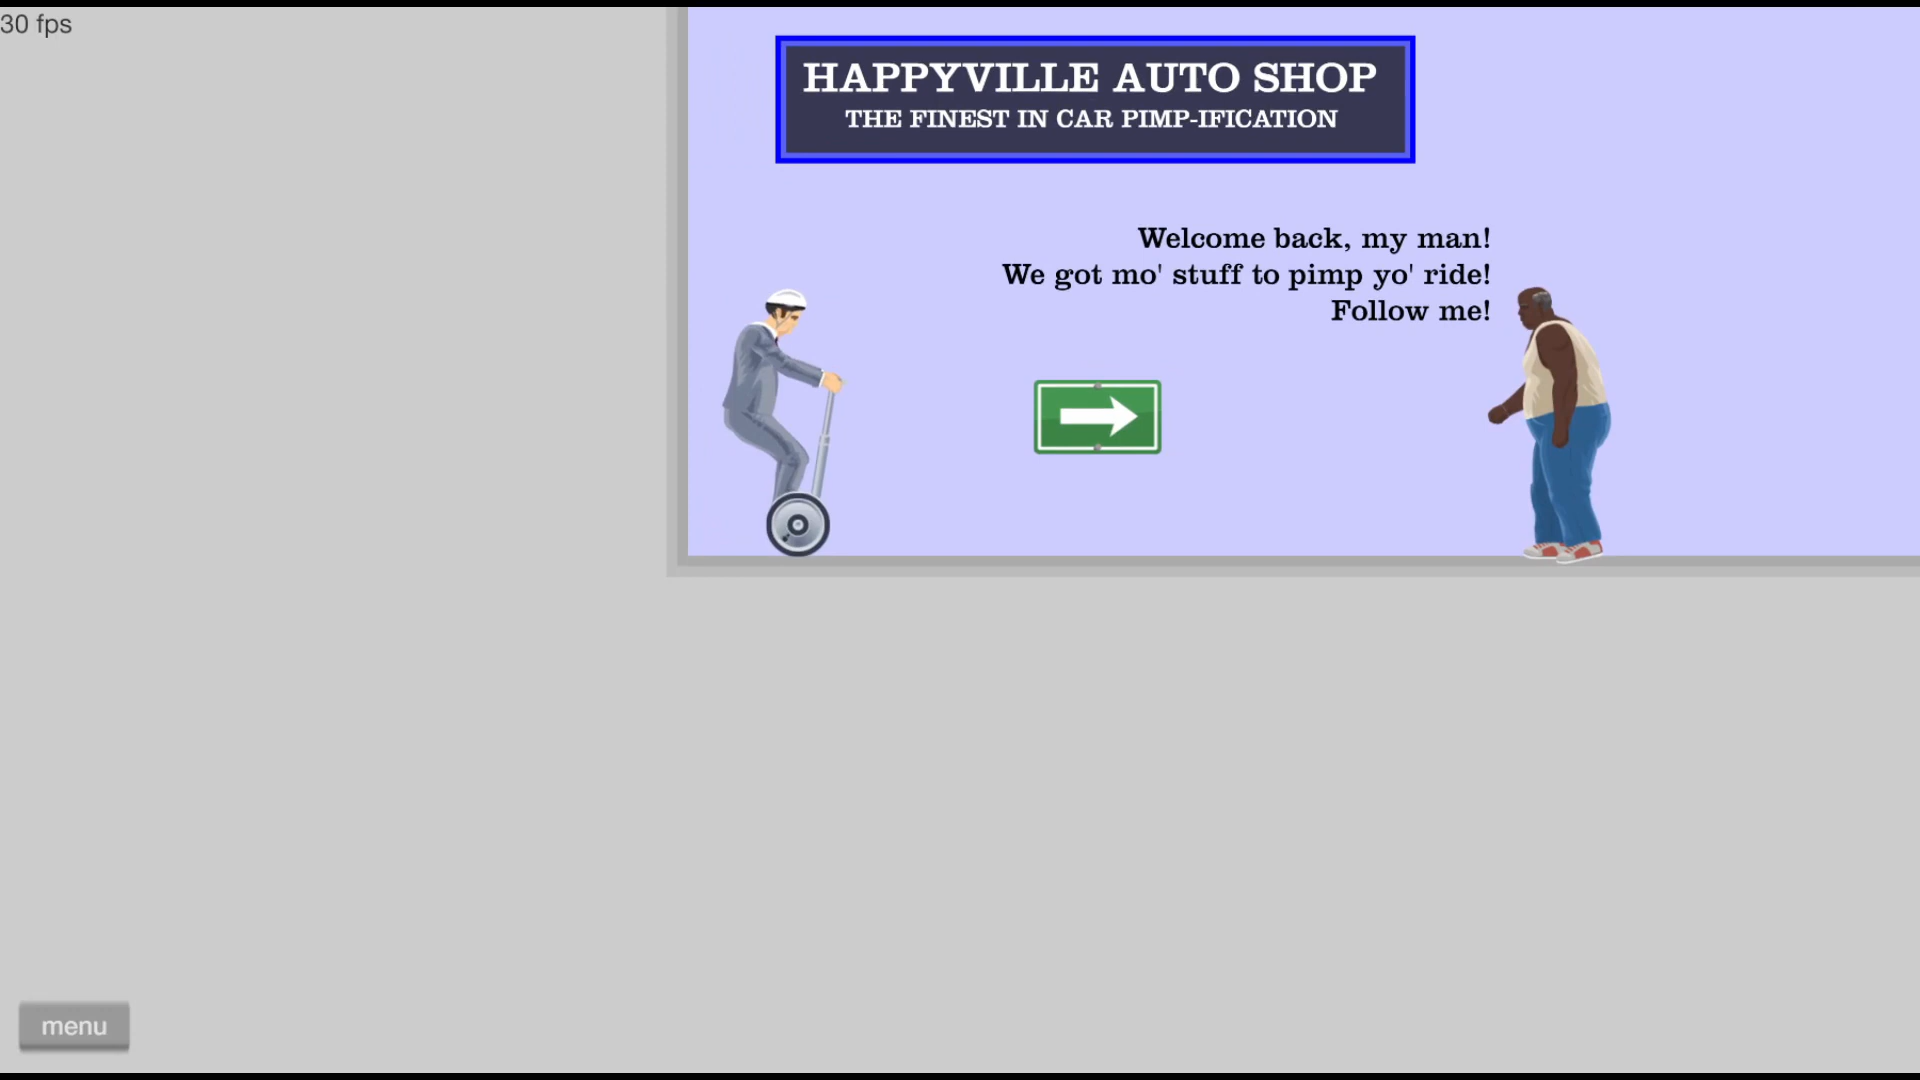 30 fps
HAPPYVILLE AUTO SHOP
THE FINEST IN CAR PIMP-IFICATION
Welcome back, my man!
We got mo' stuff to pimp yo' ride!
Follow me!
menu